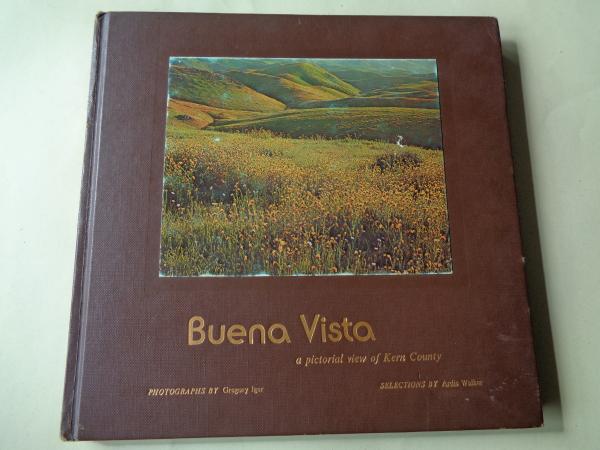 Buena Vista
a pictorial view of Kern County
PHOTOGRAPHS BY Gregory Iger
SELECTIONS BY Ardis Walker